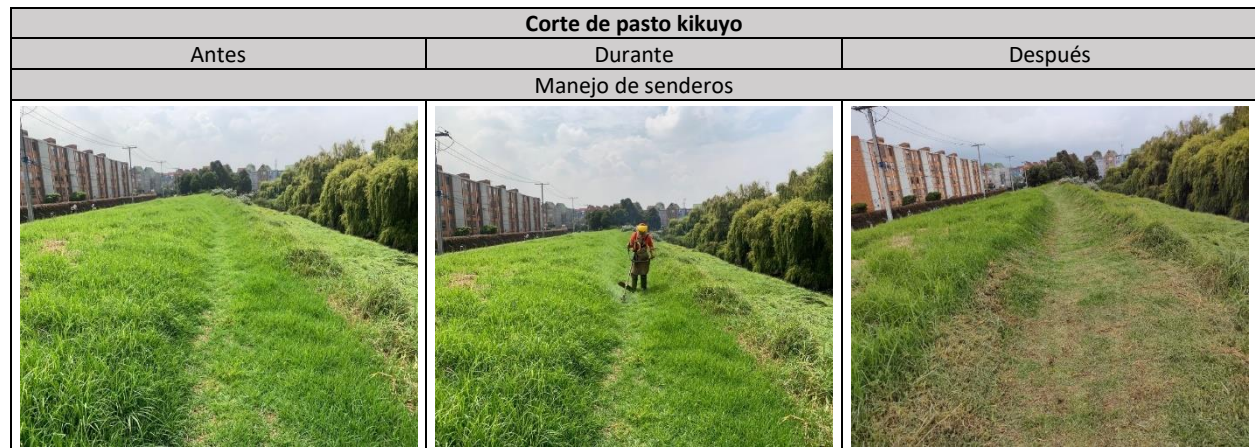 Corte de pasto kikuyo
Antes
Durante
Después
Manejo de senderos